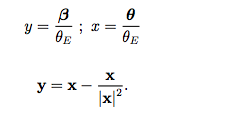 y = β/θ_E ; x = θ/θ_E
y = x − x/|x|².